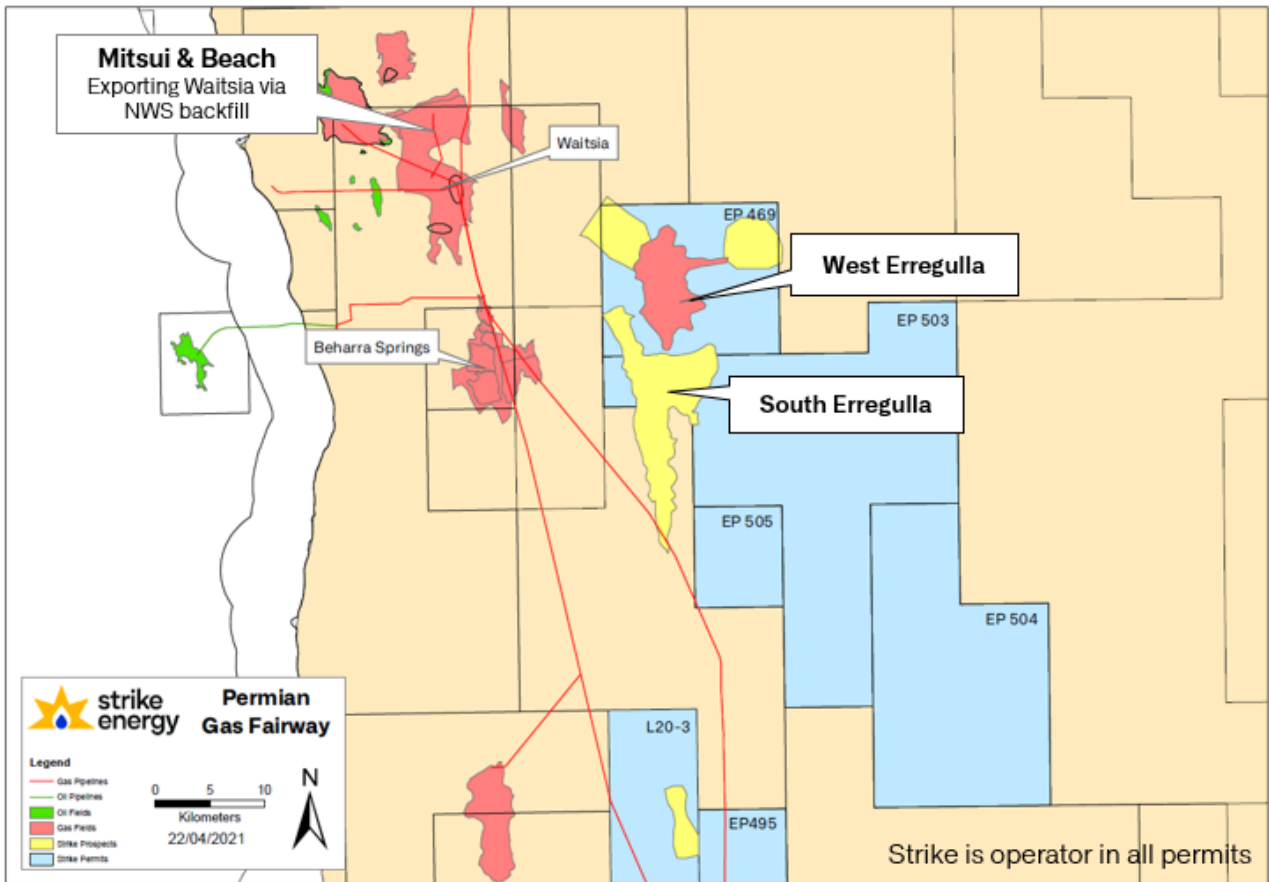 Mitsui & Beach
Exporting Waitsia via
NWS backfill
Waitsia
EP 469
West Erregulla
EP 503
Beharra Springs
South Erregulla
EP 505
EP 504
L20-3
EP495
strike
energy
Permian
Gas Fairway
Legend
Gas Pipelines
Oil Pipelines
Oil Fields
Gas Fields
Strike Prospects
Strike Permits
0 5 10
Kilometers
22/04/2021
N
Strike is operator in all permits